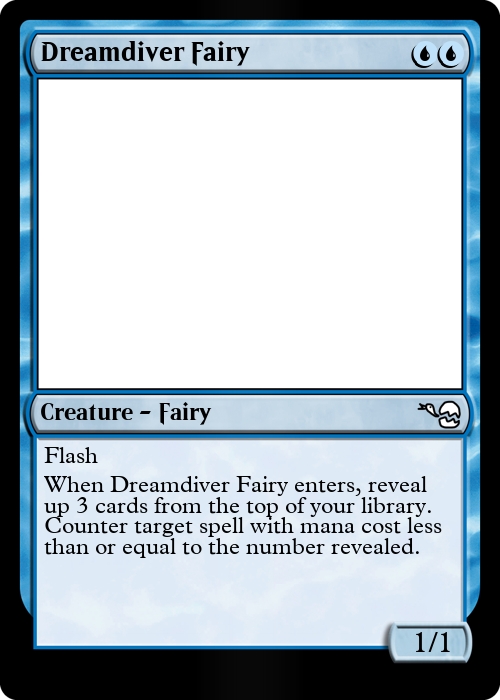 Dreamdiver Fairy
Creature – Fairy
Flash
When Dreamdiver Fairy enters, reveal
up 3 cards from the top of your library.
Counter target spell with mana cost less
than or equal to the number revealed.
1/1